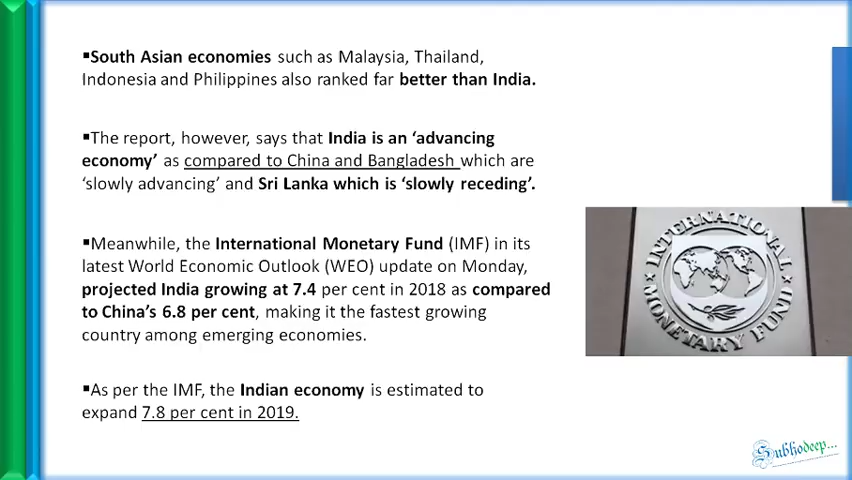 ▪South Asian economies such as Malaysia, Thailand,
Indonesia and Philippines also ranked far better than India.
▪The report, however, says that India is an ‘advancing
economy’ as compared to China and Bangladesh which are
‘slowly advancing’ and Sri Lanka which is ‘slowly receding’.
▪Meanwhile, the International Monetary Fund (IMF) in its
latest World Economic Outlook (WEO) update on Monday,
projected India growing at 7.4 per cent in 2018 as compared
to China’s 6.8 per cent, making it the fastest growing
country among emerging economies.
▪As per the IMF, the Indian economy is estimated to
expand 7.8 per cent in 2019.
INTERNATIONAL
MONETARY FUND
Subhodeep...